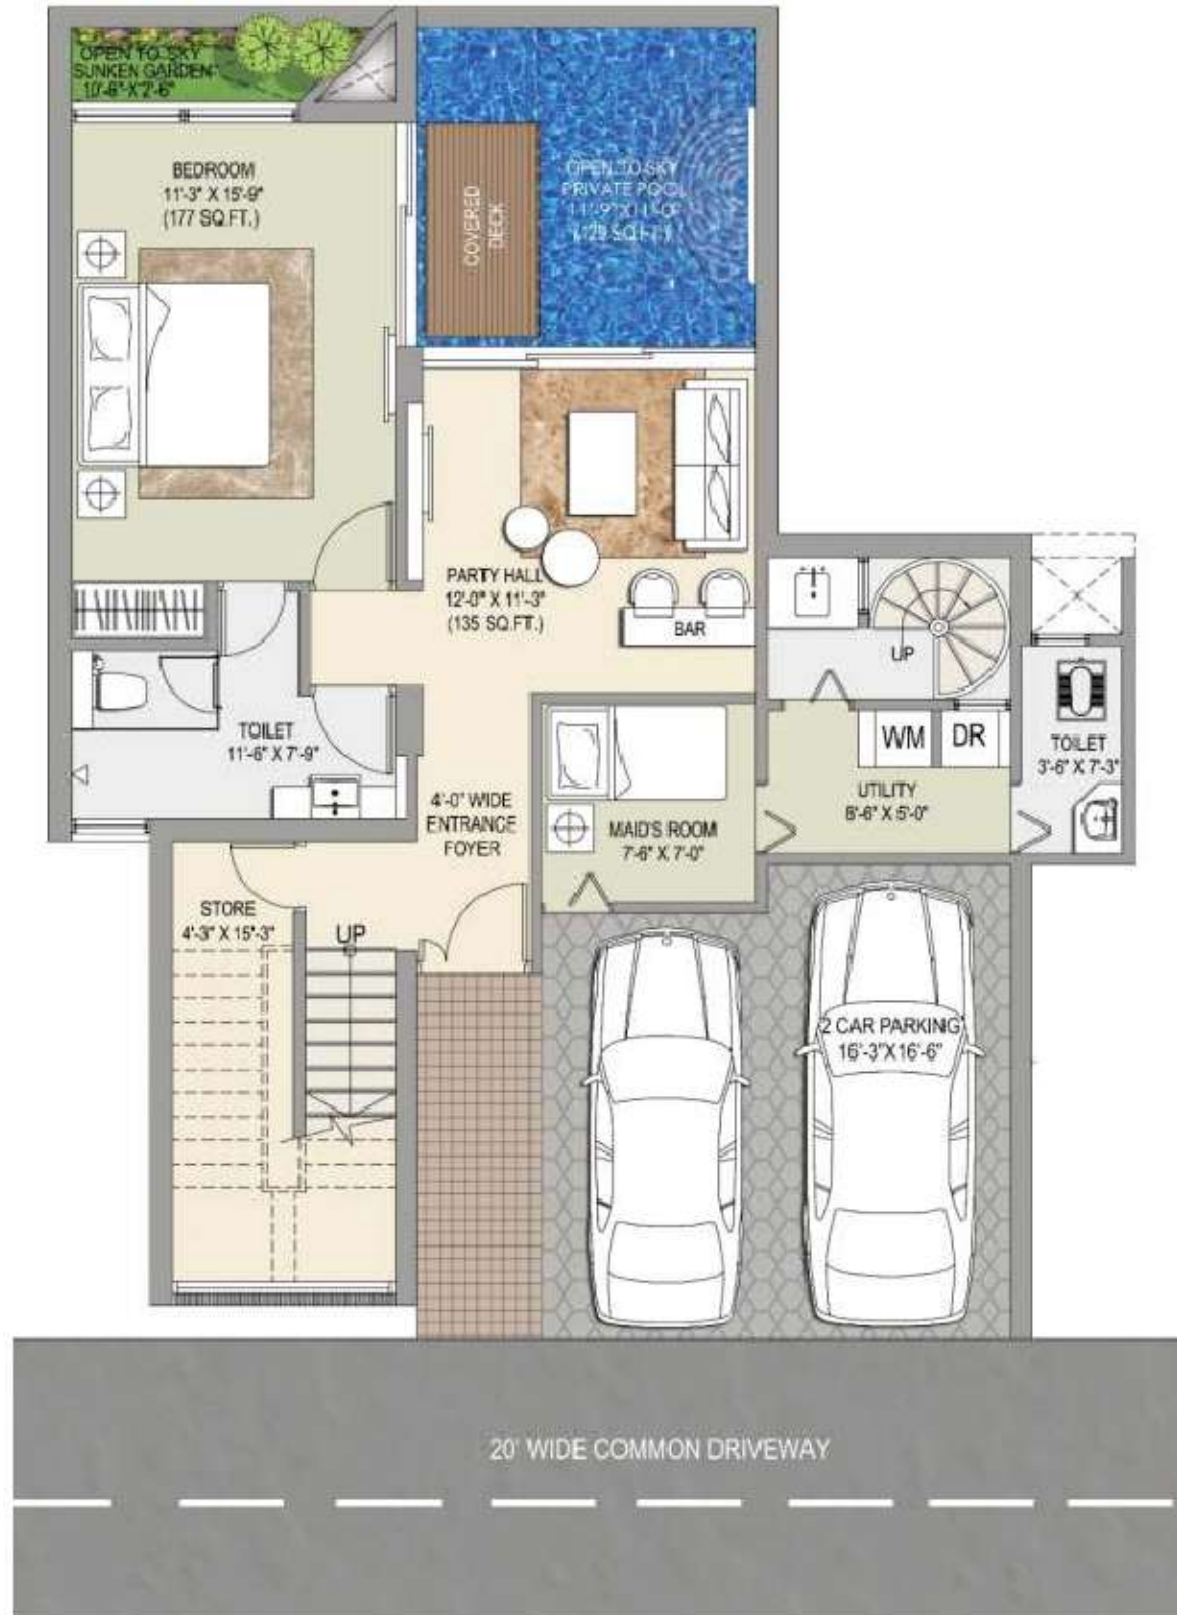 OPEN TO SKY
SUNKEN GARDEN
10'-6" X 2'-6"
BEDROOM
11'-3" X 15'-9"
(177 SQ.FT.)
COVERED
DECK
OPEN TO SKY
PRIVATE POOL
PARTY HALL
12'-0" X 11'-3"
(135 SQ.FT.)
BAR
UP
TOILET
11'-6" X 7'-9"
WM
DR
TOILET
3'-6" X 7'-3"
UTILITY
8'-6" X 5'-0"
4'-0" WIDE
ENTRANCE
FOYER
MAID'S ROOM
7'-6" X 7'-0"
STORE
4'-3" X 15'-3"
UP
2 CAR PARKING
16'-3"X 16'-6"
20' WIDE COMMON DRIVEWAY